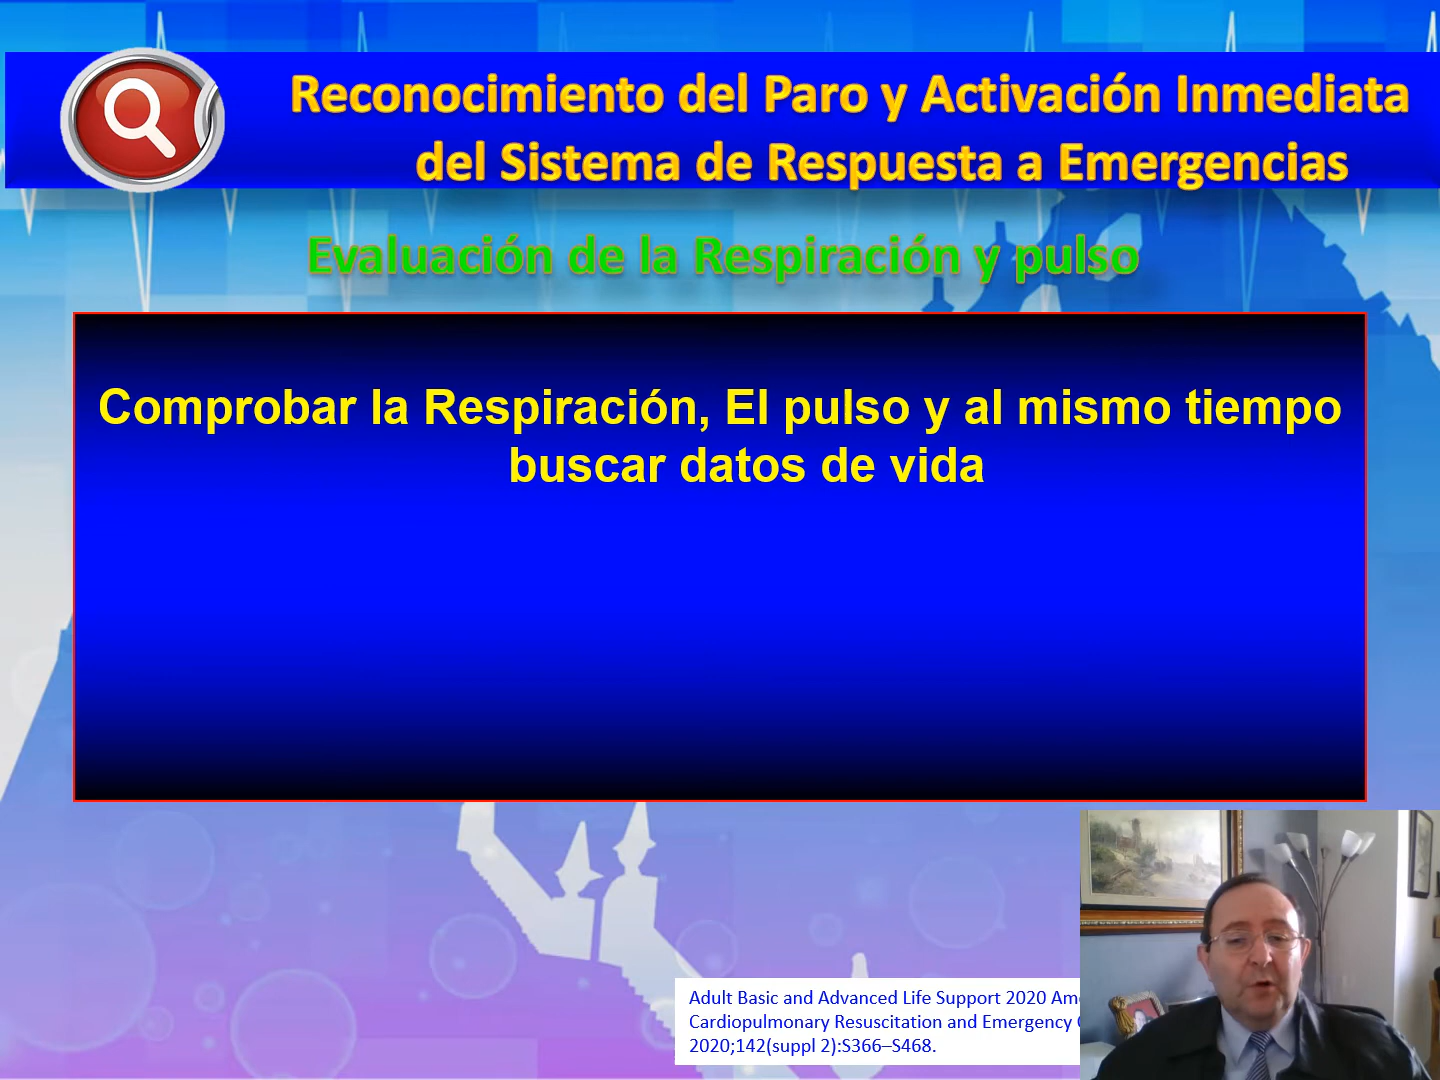 Reconocimiento del Paro y Activación Inmediata
del Sistema de Respuesta a Emergencias
Evaluación de la Respiración y pulso
Comprobar la Respiración, El pulso y al mismo tiempo
buscar datos de vida
Adult Basic and Advanced Life Support 2020
Cardiopulmonary Resuscitation and Emergency
2020;142(suppl 2):S366–S468.